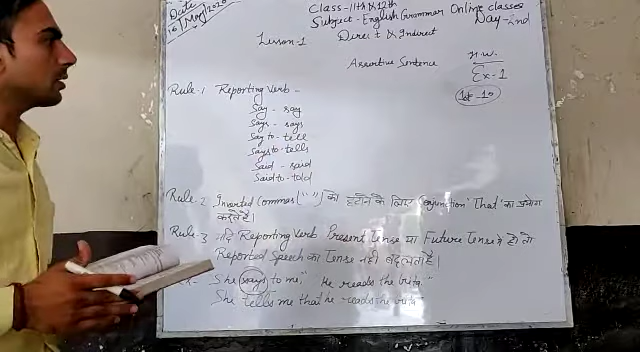 Date
16/May/2020
Class-11th & 12th
Subject-English Grammar Online classes
Day-2nd
Lesson-1 Direct & Indirect
Assertive Sentence
H.W.
Ex-1
1st-10
Rule-1 Reporting Verb -
Say - say
Says - says
Say to - tell
Says to - tells
Said - said
Said to - told
Rule-2 Inverted Commas (" ") को हटाने के लिए Conjunction 'That' का प्रयोग
करते हैं।
Rule-3 यदि Reporting Verb Present Tense या Future Tense में हो तो
Reported Speech का Tense नहीं बदलता है।
She says to me, "He reads the Gita."
She tells me that he reads the Gita.